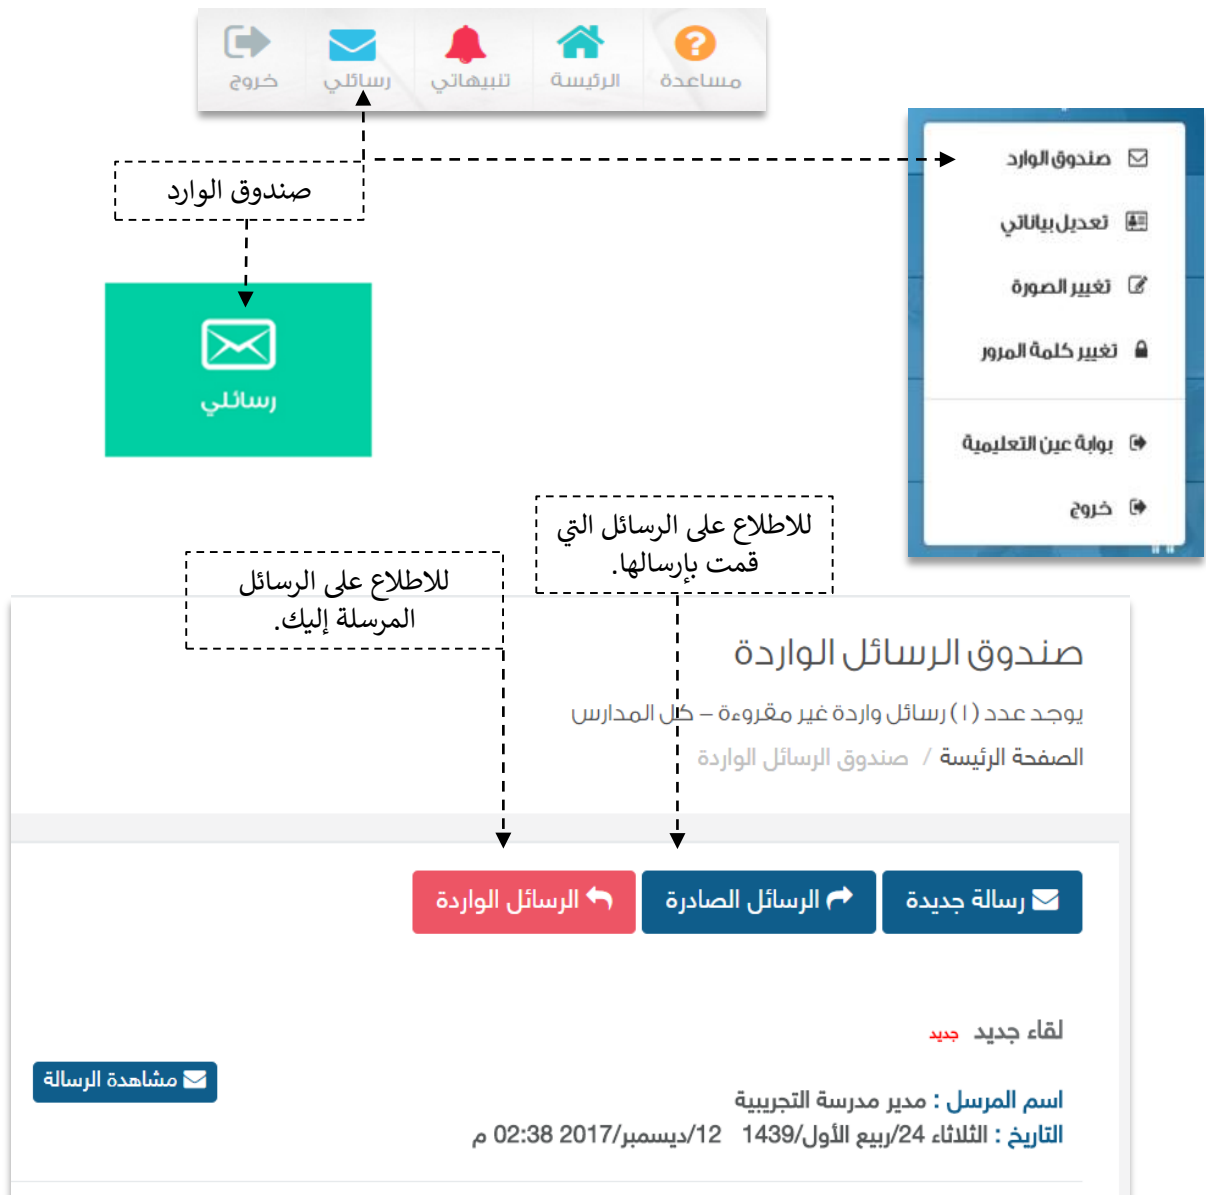 مساعدة
الرئيسة
تنبيهاتي
رسائلي
خروج
صندوق الوارد
تعديل بياناتي
تغيير الصورة
تغيير كلمة المرور
بوابة عين التعليمية
خروج
صندوق الوارد
رسائلي
للاطلاع على الرسائل التي
قمت بإرسالها.
للاطلاع على الرسائل
المرسلة إليك.
صندوق الرسائل الواردة
يوجد عدد (١) رسائل واردة غير مقروءة – كل المدارس
الصفحة الرئيسة / صندوق الرسائل الواردة
رسالة جديدة
الرسائل الصادرة
الرسائل الواردة
لقاء جديد جديد
مشاهدة الرسالة
اسم المرسل : مدير مدرسة التجريبية
التاريخ : الثلاثاء 24/ربيع الأول/1439 12/ديسمبر/2017 02:38 م